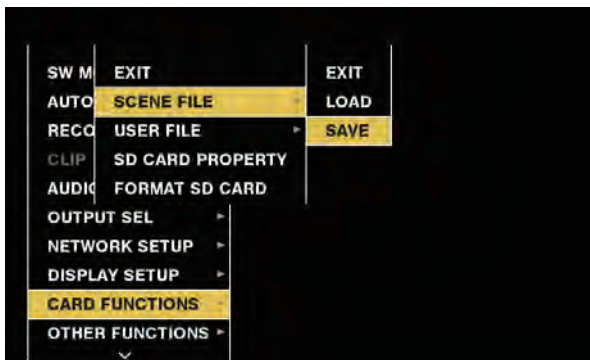 SW M
EXIT
EXIT
AUTO
SCENE FILE
LOAD
RECO
USER FILE
SAVE
CLIP
SD CARD PROPERTY
AUDIO
FORMAT SD CARD
OUTPUT SEL
NETWORK SETUP
DISPLAY SETUP
CARD FUNCTIONS
OTHER FUNCTIONS